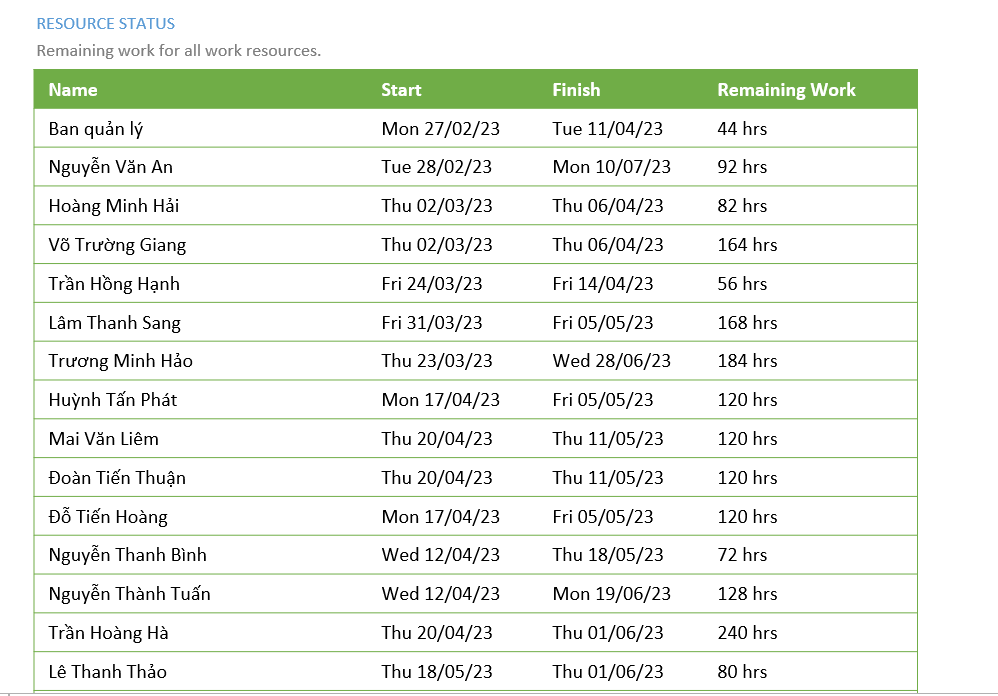 RESOURCE STATUS
Remaining work for all work resources.
Name Start Finish Remaining Work
Ban quản lý Mon 27/02/23 Tue 11/04/23 44 hrs
Nguyễn Văn An Tue 28/02/23 Mon 10/07/23 92 hrs
Hoàng Minh Hải Thu 02/03/23 Thu 06/04/23 82 hrs
Võ Trường Giang Thu 02/03/23 Thu 06/04/23 164 hrs
Trần Hồng Hạnh Fri 24/03/23 Fri 14/04/23 56 hrs
Lâm Thanh Sang Fri 31/03/23 Fri 05/05/23 168 hrs
Trương Minh Hảo Thu 23/03/23 Wed 28/06/23 184 hrs
Huỳnh Tấn Phát Mon 17/04/23 Fri 05/05/23 120 hrs
Mai Văn Liêm Thu 20/04/23 Thu 11/05/23 120 hrs
Đoàn Tiến Thuận Thu 20/04/23 Thu 11/05/23 120 hrs
Đỗ Tiến Hoàng Mon 17/04/23 Fri 05/05/23 120 hrs
Nguyễn Thanh Bình Wed 12/04/23 Thu 18/05/23 72 hrs
Nguyễn Thành Tuấn Wed 12/04/23 Mon 19/06/23 128 hrs
Trần Hoàng Hà Thu 20/04/23 Thu 01/06/23 240 hrs
Lê Thanh Thảo Thu 18/05/23 Thu 01/06/23 80 hrs